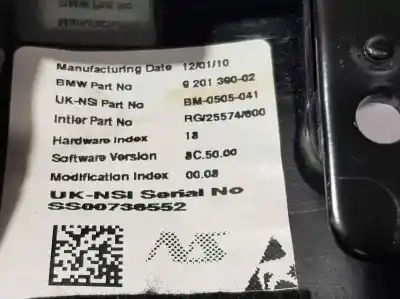 Manufacturing Date 12/01/10
BMW Part No 9 201 390-02
UK-NSI Part No BM-0505-041
Intier Part No RG/25574/600
Hardware Index 18
Software Version 8C.50.00
Modification Index 00.08
UK-NSI Serial No
SS00736552